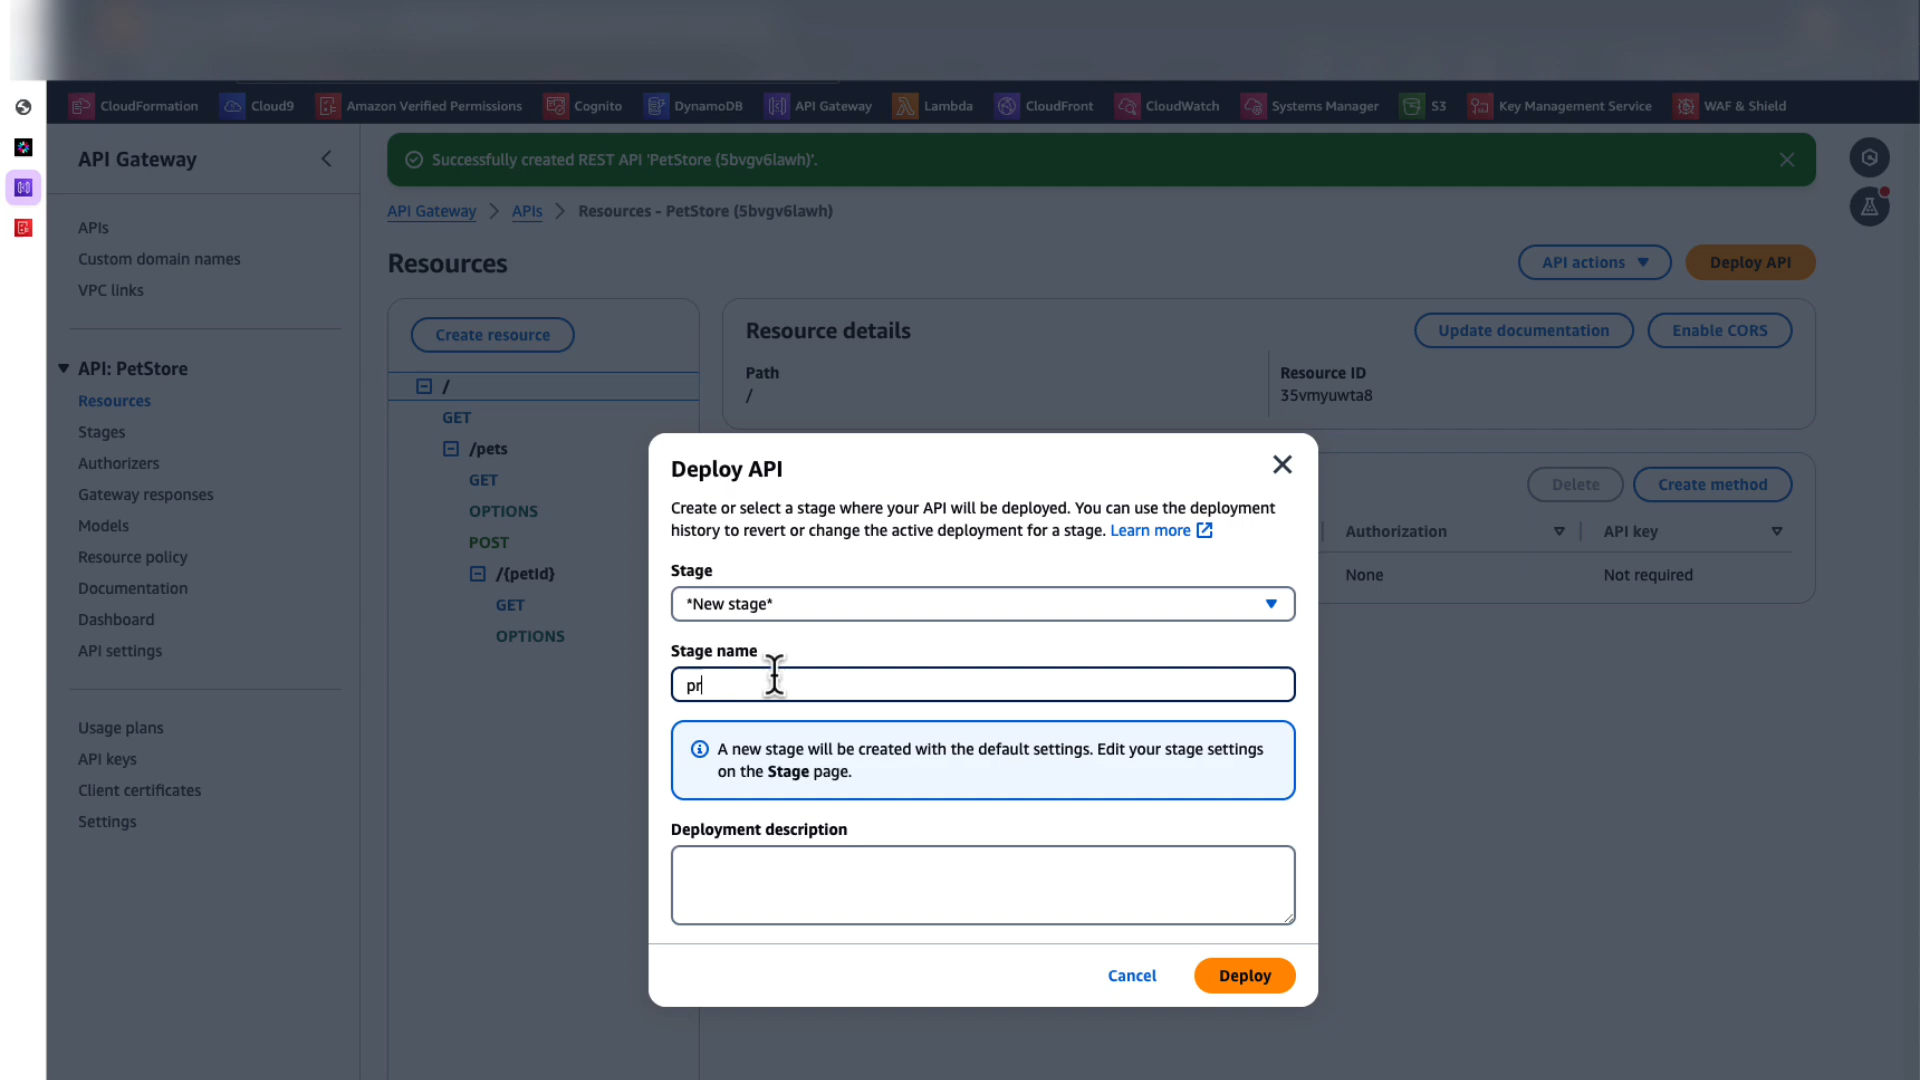 CloudFormation Cloud9 Amazon Verified Permissions Cognito DynamoDB API Gateway Lambda CloudFront CloudWatch Systems Manager S3 Key Management Service WAF & Shield
API Gateway
APIs
Custom domain names
VPC links
API: PetStore
Resources
Stages
Authorizers
Gateway responses
Models
Resource policy
Documentation
Dashboard
API settings
Usage plans
API keys
Client certificates
Settings
Successfully created REST API 'PetStore (5bvgv6lawh)'.
API Gateway APIs Resources - PetStore (5bvgv6lawh)
Resources
API actions Deploy API
Create resource
/
GET
/pets
GET
OPTIONS
POST
/{petId}
GET
OPTIONS
Resource details
Update documentation Enable CORS
Path
/
Resource ID
35vmyuwta8
Delete Create method
Authorization API key
None Not required
Deploy API
Create or select a stage where your API will be deployed. You can use the deployment
history to revert or change the active deployment for a stage. Learn more
Stage
*New stage*
Stage name
pr
A new stage will be created with the default settings. Edit your stage settings
on the Stage page.
Deployment description
Cancel Deploy